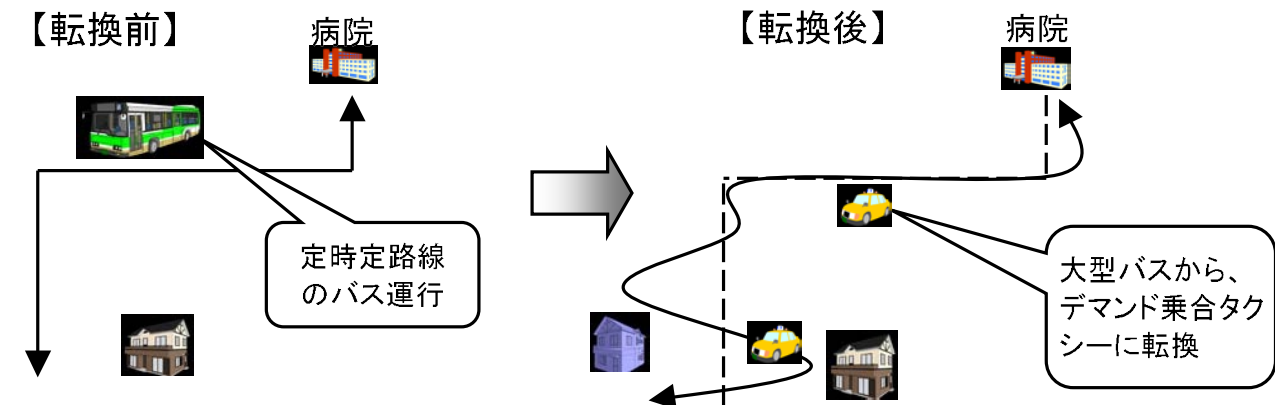 【転換前】
病院
定時定路線
のバス運行
【転換後】
病院
大型バスから、
デマンド乗合タク
シーに転換